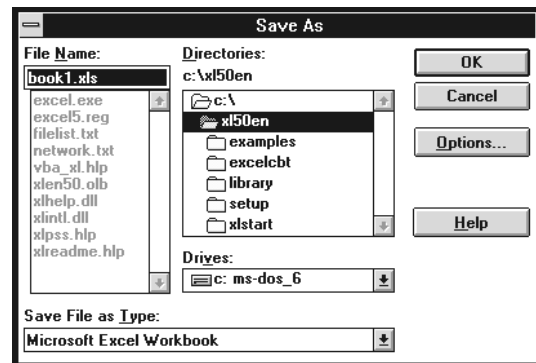 Save As
File Name:
book1.xls
excel.exe
excel5.reg
filelist.txt
network.txt
vba_xl.hlp
xlen50.olb
xlhelp.dll
xlintl.dll
xlpss.hlp
xlreadme.hlp
Save File as Type:
Microsoft Excel Workbook
Directories:
c:\xl50en
c:\
xl50en
examples
excelcbt
library
setup
xlstart
Drives:
c: ms-dos_6
OK
Cancel
Options...
Help